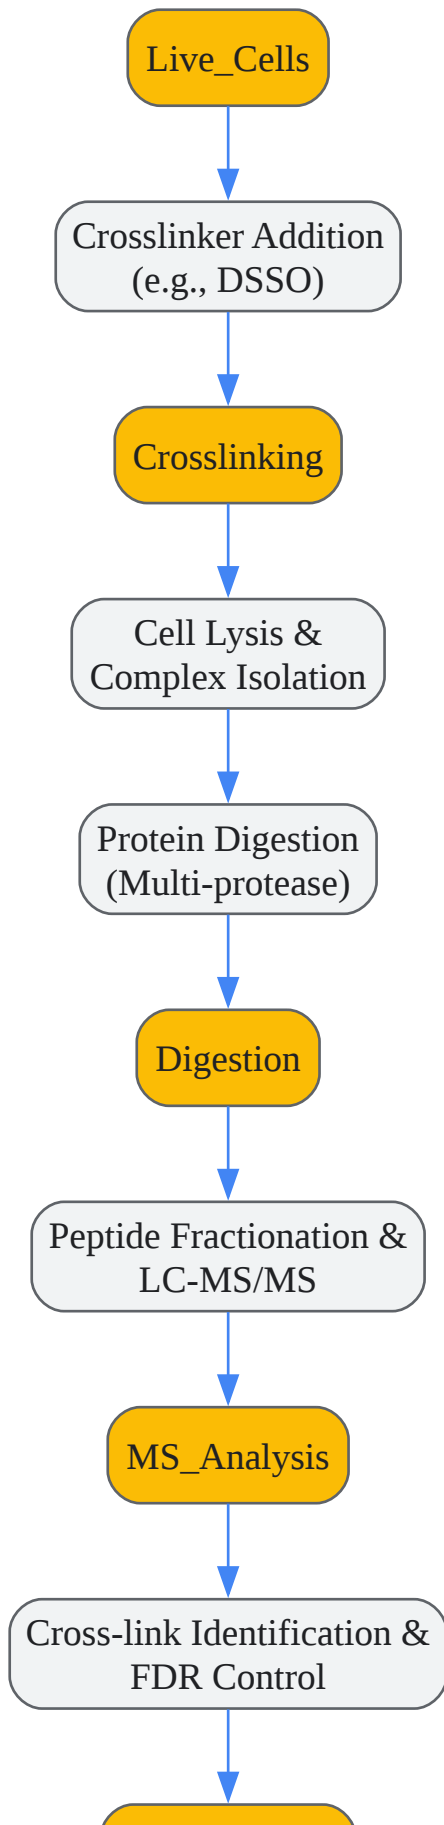 Live_Cells
Crosslinker Addition
(e.g., DSSO)
Crosslinking
Cell Lysis &
Complex Isolation
Protein Digestion
(Multi-protease)
Digestion
Peptide Fractionation &
LC-MS/MS
MS_Analysis
Cross-link Identification &
FDR Control